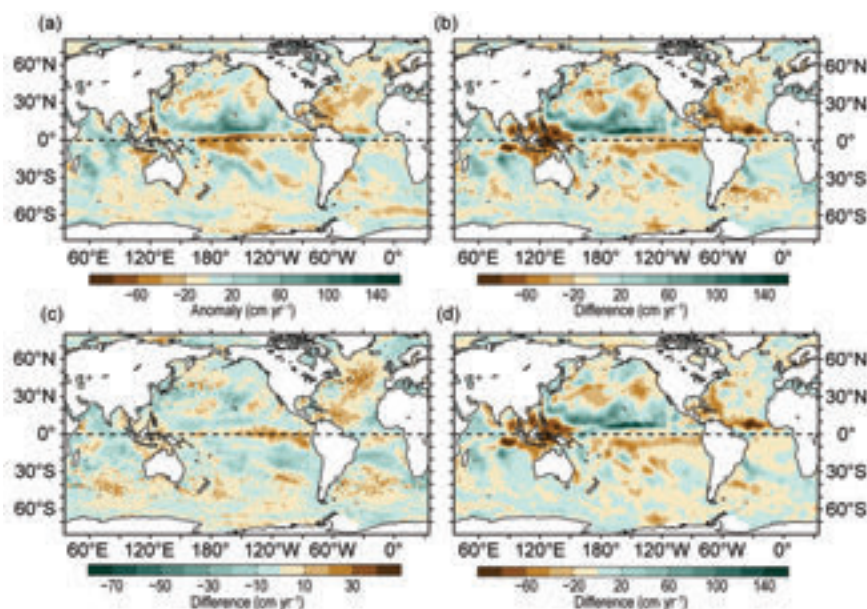 (a) (b)
60°N 60°N
30°N 30°N
0° 0°
30°S 30°S
60°S 60°S
60°E 120°E 180° 120°W 60°W 0° 60°E 120°E 180° 120°W 60°W 0°
−60 −20 20 60 100 140 −60 −20 20 60 100 140
Anomaly (cm yr⁻¹) Difference (cm yr⁻¹)
(c) (d)
60°N 60°N
30°N 30°N
0° 0°
30°S 30°S
60°S 60°S
60°E 120°E 180° 120°W 60°W 0° 60°E 120°E 180° 120°W 60°W 0°
−70 −50 −30 −10 10 30 −60 −20 20 60 100 140
Difference (cm yr⁻¹) Difference (cm yr⁻¹)